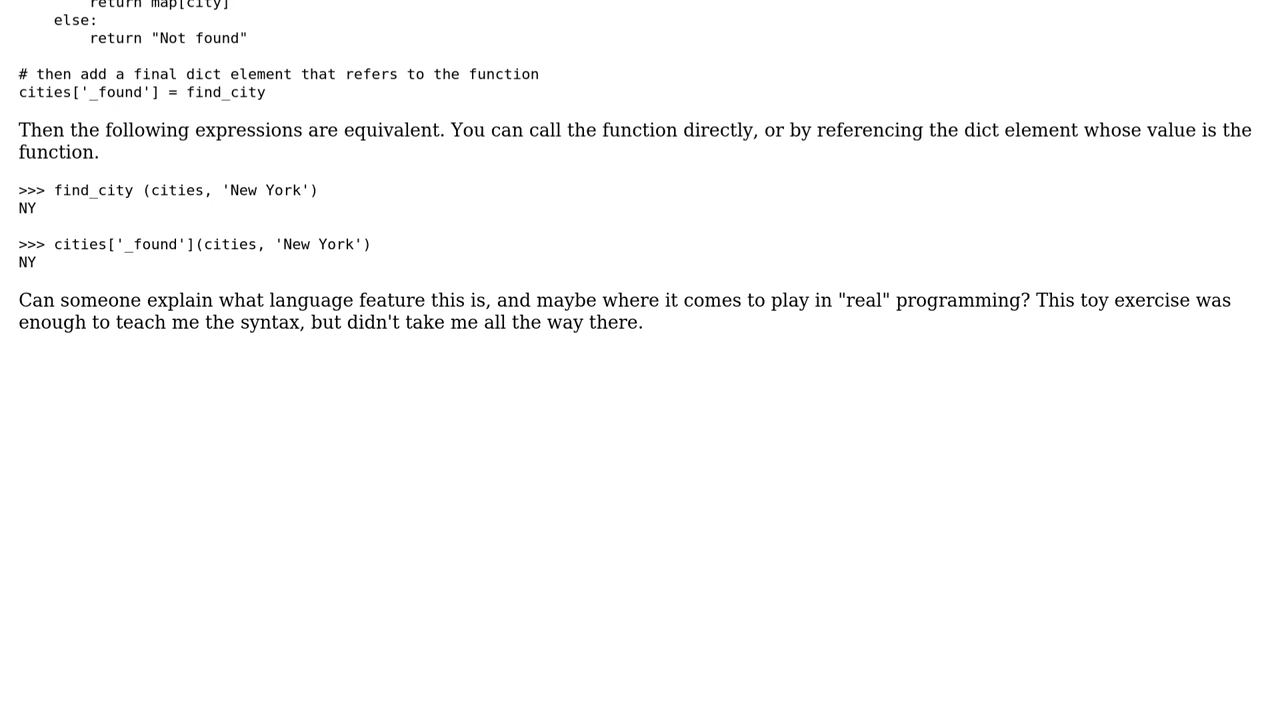 return map[city]
else:
return "Not found"
# then add a final dict element that refers to the function
cities['_found'] = find_city
Then the following expressions are equivalent. You can call the function directly, or by referencing the dict element whose value is the
function.
>>> find_city (cities, 'New York')
NY
>>> cities['_found'](cities, 'New York')
NY
Can someone explain what language feature this is, and maybe where it comes to play in "real" programming? This toy exercise was
enough to teach me the syntax, but didn't take me all the way there.